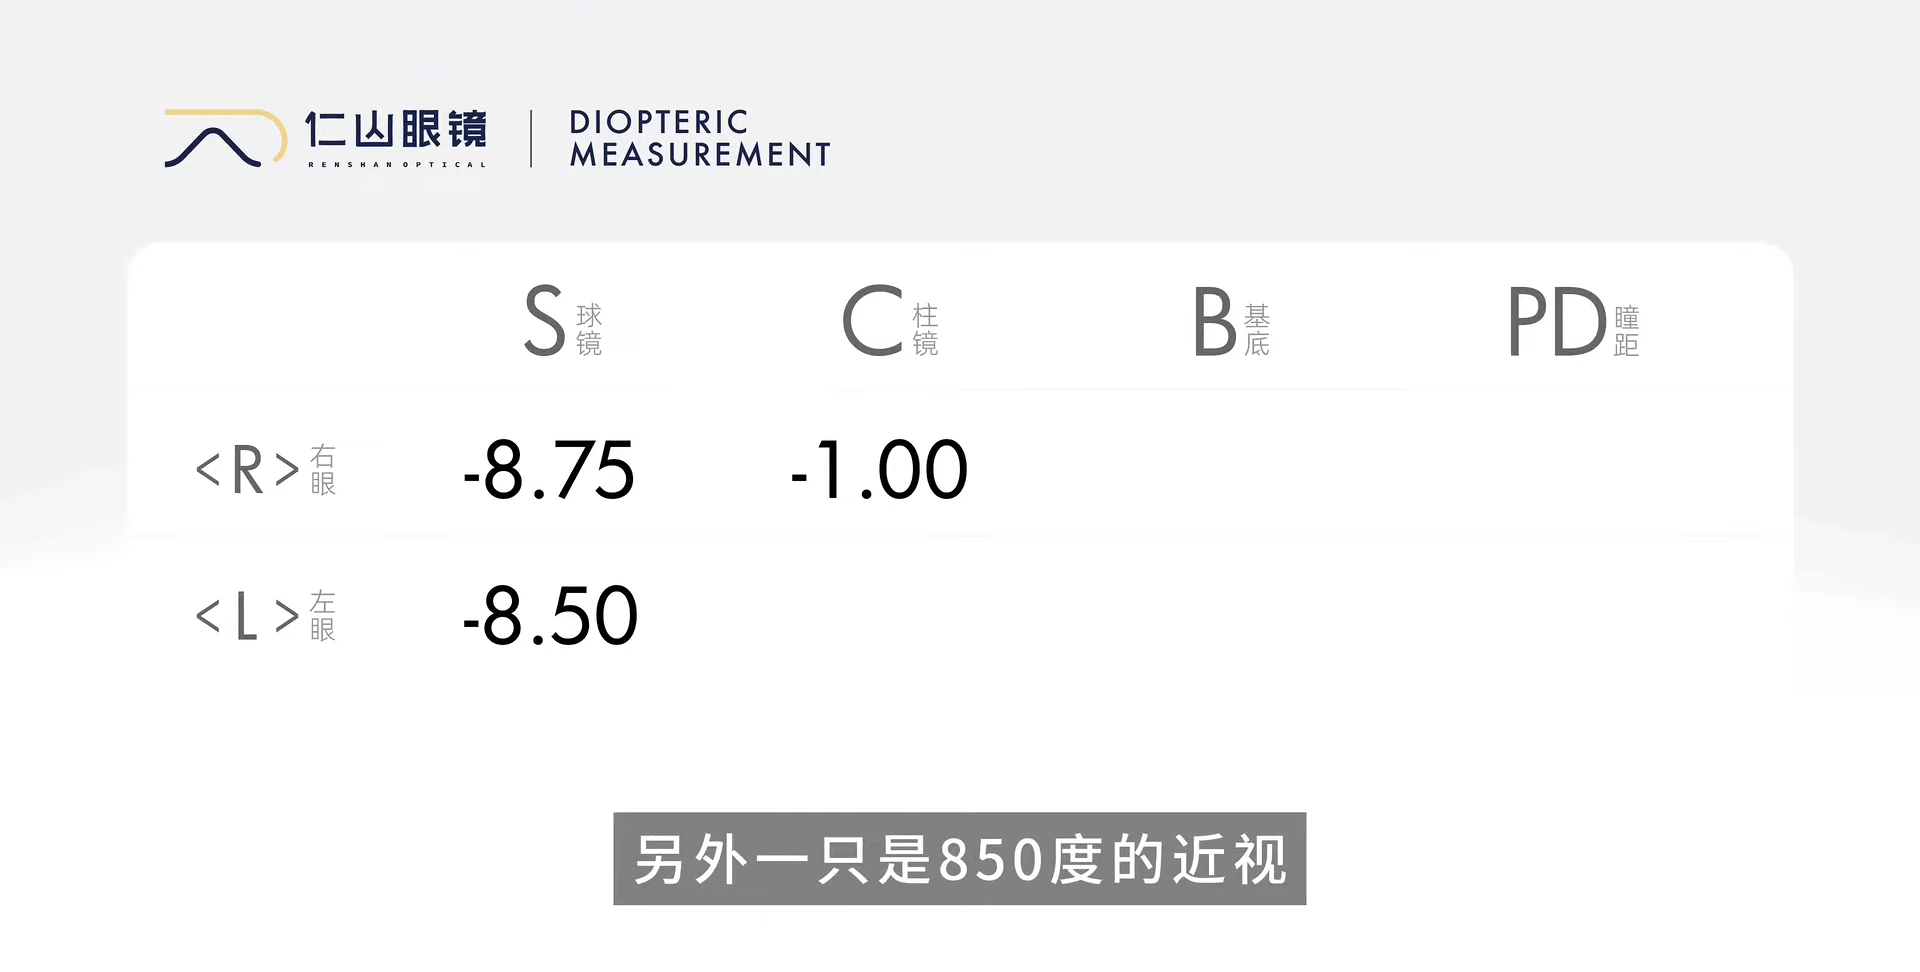 仁山眼镜
RENSHAN OPTICAL
DIOPTERIC
MEASUREMENT
S 球镜 C 柱镜 B 基底 PD 瞳距
<R> 右眼 -8.75 -1.00
<L> 左眼 -8.50
另外一只是850度的近视